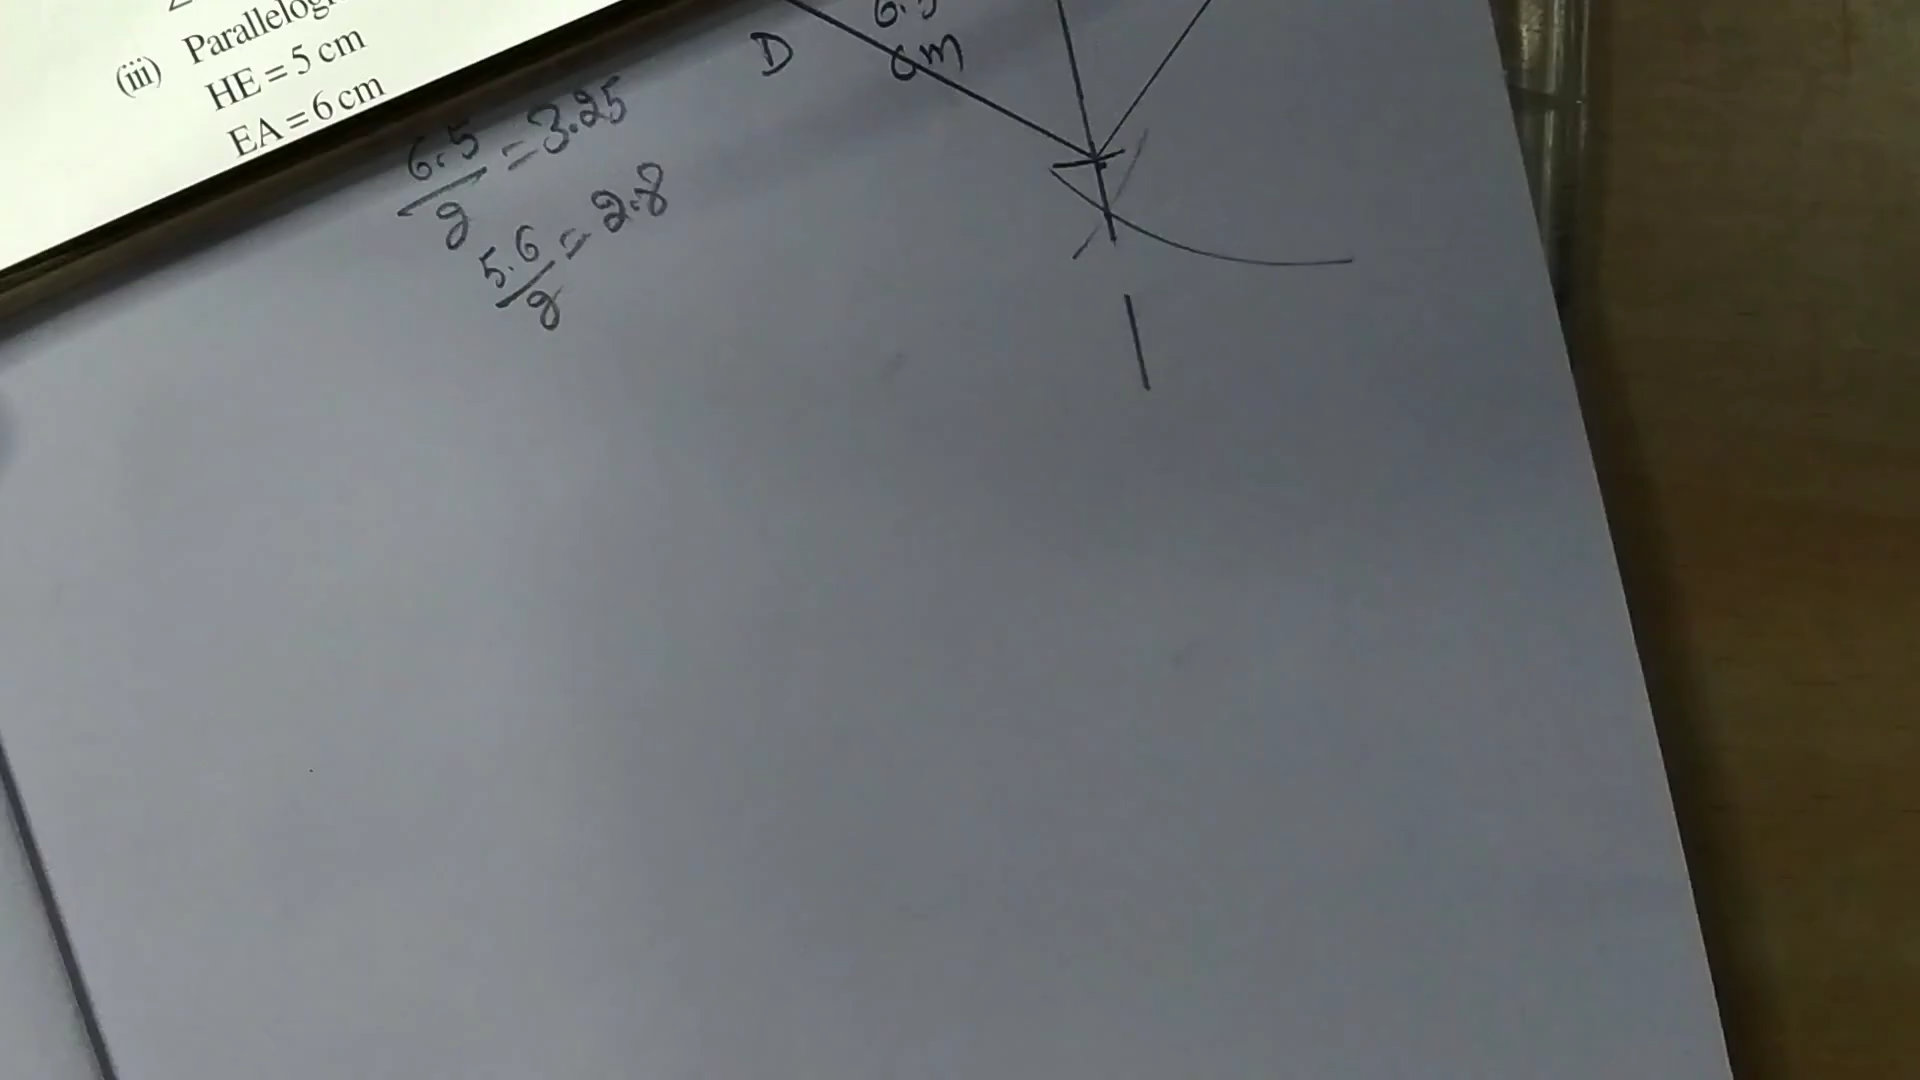 (iii) Parallelogr
HE = 5 cm
EA = 6 cm
D
cm
6.5/2 = 3.25
5.6/2 = 2.8